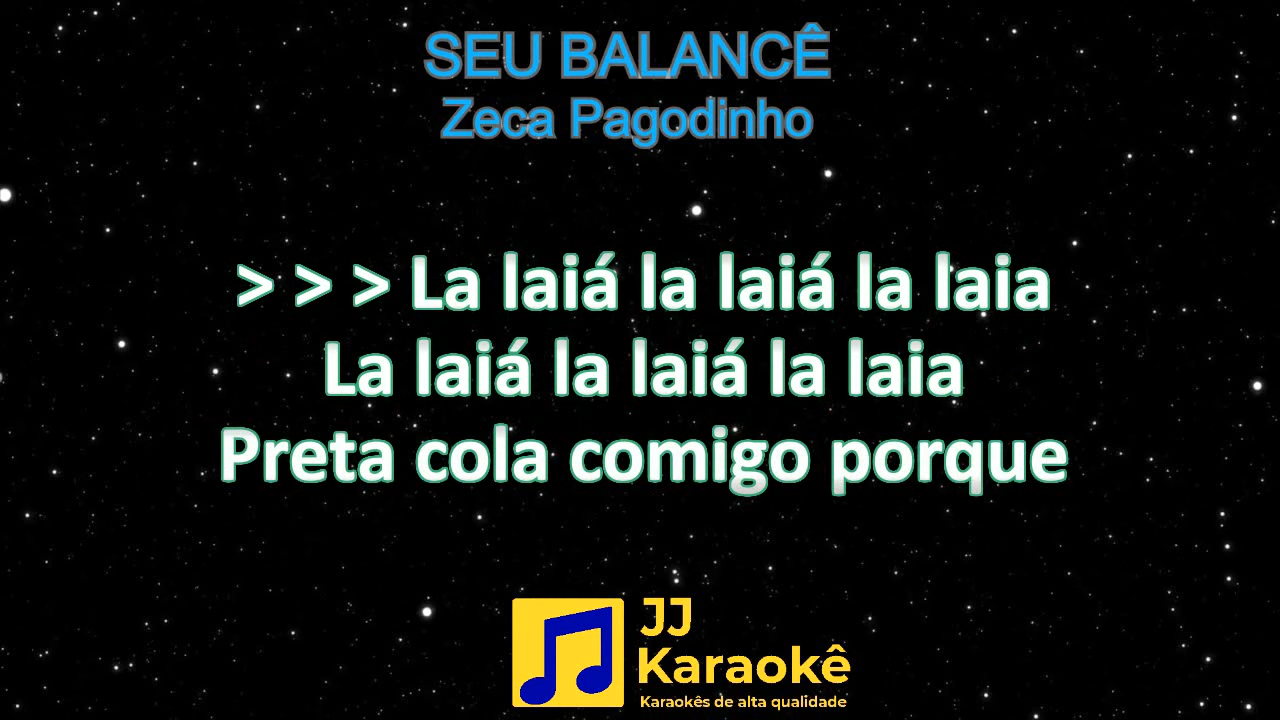 SEU BALANCÊ
Zeca Pagodinho
> > > La laiá la laiá la laia
La laiá la laiá la laia
Preta cola comigo porque
JJ
Karaokê
Karaokês de alta qualidade